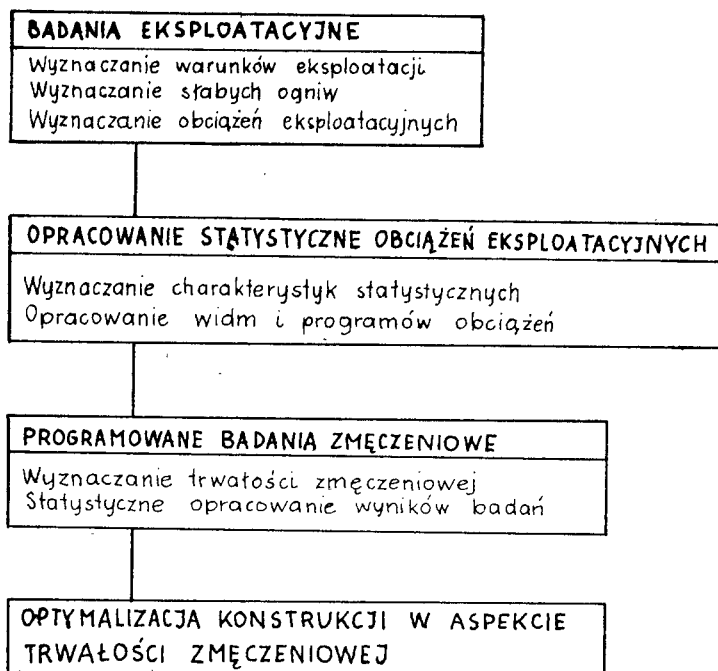 BADANIA EKSPLOATACYJNE
Wyznaczanie warunków eksploatacji
Wyznaczanie słabych ogniw
Wyznaczanie obciążeń eksploatacyjnych
OPRACOWANIE STATYSTYCZNE OBCIĄŻEŃ EKSPLOATACYJNYCH
Wyznaczanie charakterystyk statystycznych
Opracowanie widm i programów obciążeń
PROGRAMOWANE BADANIA ZMĘCZENIOWE
Wyznaczanie trwałości zmęczeniowej
Statystyczne opracowanie wyników badań
OPTYMALIZACJA KONSTRUKCJI W ASPEKCIE
TRWAŁOŚCI ZMĘCZENIOWEJ